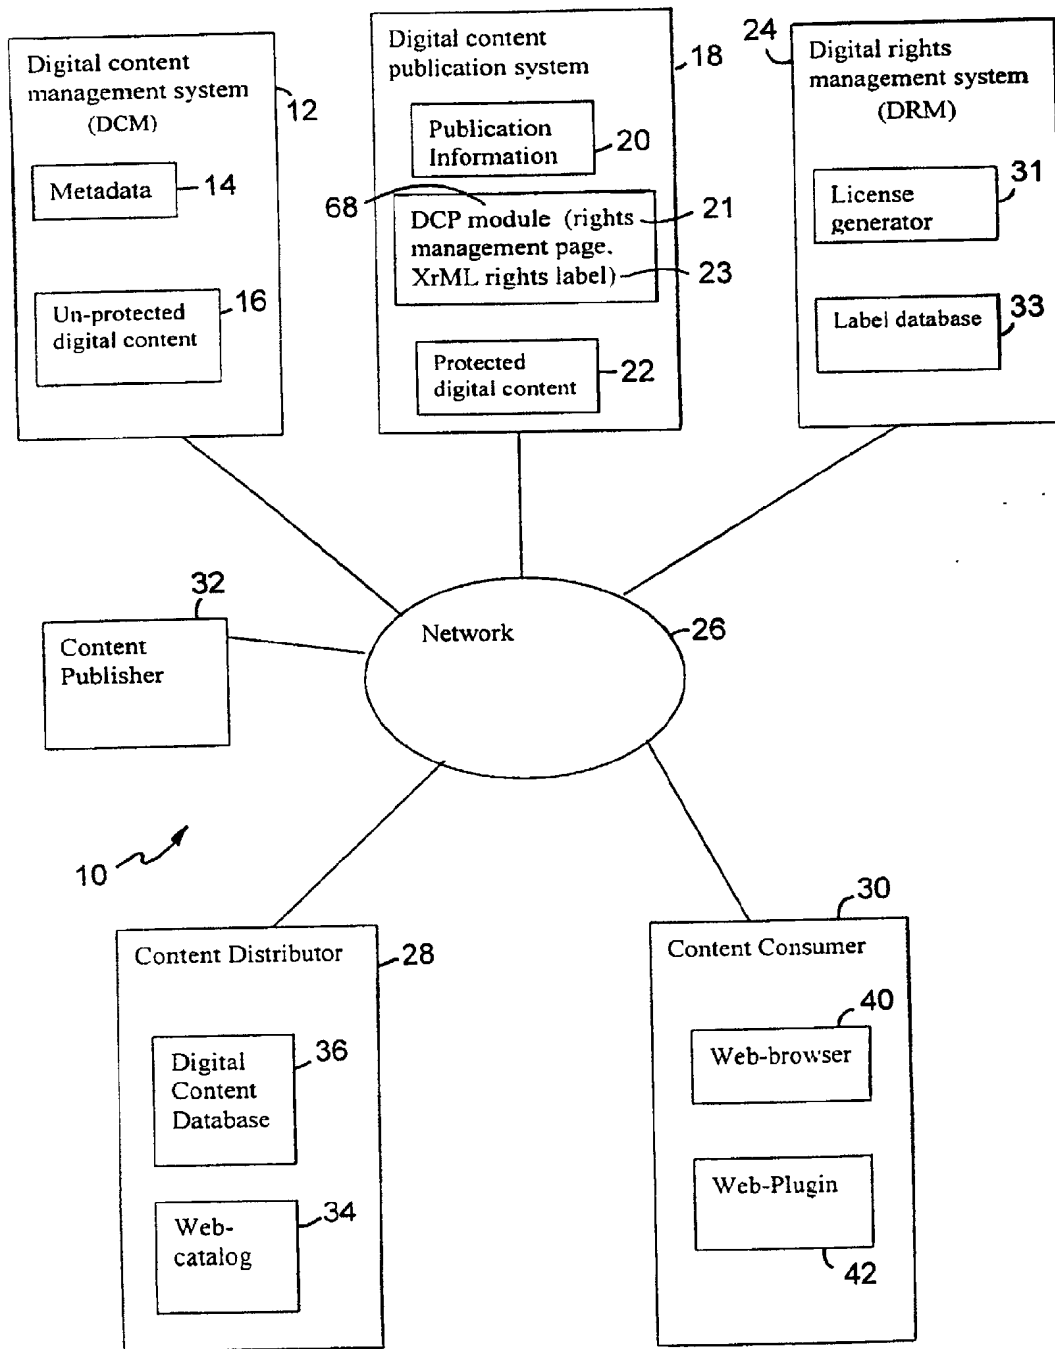 Digital content
management system
(DCM)
12
Metadata
14
Un-protected
digital content
16
Digital content
publication system
18
Publication
Information
20
68
DCP module (rights
management page.
XrML rights label)
21
23
Protected
digital content
22
24
Digital rights
management system
(DRM)
License
generator
31
Label database
33
32
Content
Publisher
Network
26
10
Content Distributor
28
Digital
Content
Database
36
Web-
catalog
34
30
Content Consumer
40
Web-browser
Web-Plugin
42